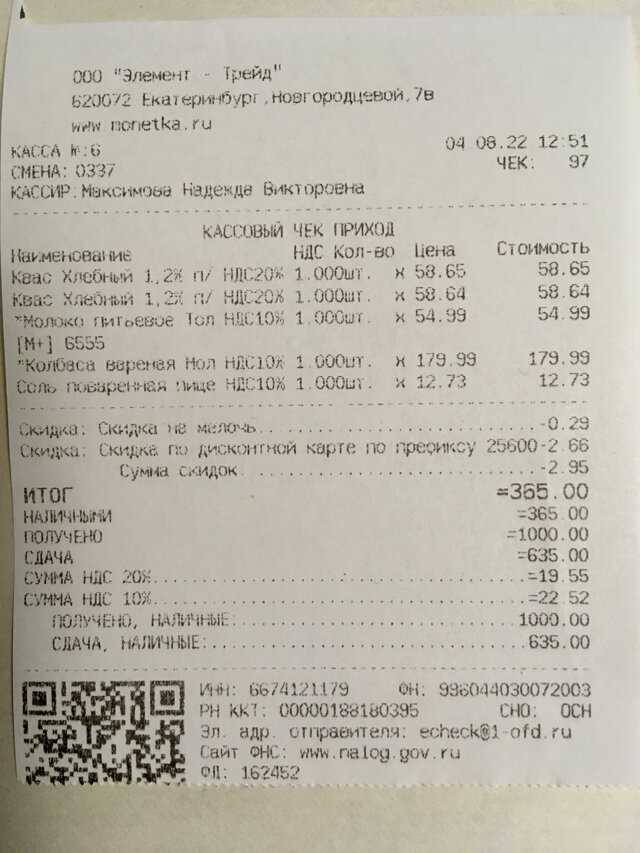 ООО "Элемент - Трейд"
620072 Екатеринбург,Новгородцевой,7в
www monetka.ru
КАССА №:6 04 08.22 12:51
СМЕНА: 0337 ЧЕК: 97
КАССИР:Максимова Надежда Викторовна
КАССОВЫЙ ЧЕК ПРИХОД
Наименование НДС Кол-во Цена Стоимость
Квас Хлебный 1,2% п/ НДС20% 1.000шт. х 58.65 58.65
Квас Хлебный 1,2% п/ НДС20% 1.000шт. х 58.64 58.64
*Молоко питьевое Топ НДС10% 1.000шт. х 54.99 54.99
[М+] 6555
*Колбаса вареная Мол НДС10% 1.000шт. х 179.99 179.99
Соль поваренная пище НДС10% 1.000шт. х 12.73 12.73
Скидка: Скидка на мелочь..........-0.29
Скидка: Скидка по дисконтной карте по префиксу 25600-2.66
Сумма скидок..........-2.95
ИТОГ =365.00
НАЛИЧНЫМИ =365.00
ПОЛУЧЕНО =1000.00
СДАЧА =635.00
СУММА НДС 20%..........=19.55
СУММА НДС 10%..........=22.52
ПОЛУЧЕНО, НАЛИЧНЫЕ:..........1000.00
СДАЧА, НАЛИЧНЫЕ:..........635.00
ИНН: 6674121179 ФН: 996044030072003
РН ККТ: 00000188180395 СНО: ОСН
Эл. адр. отправителя: echeck@1-ofd.ru
Сайт ФНС: www.nalog.gov.ru
ФД: 162452